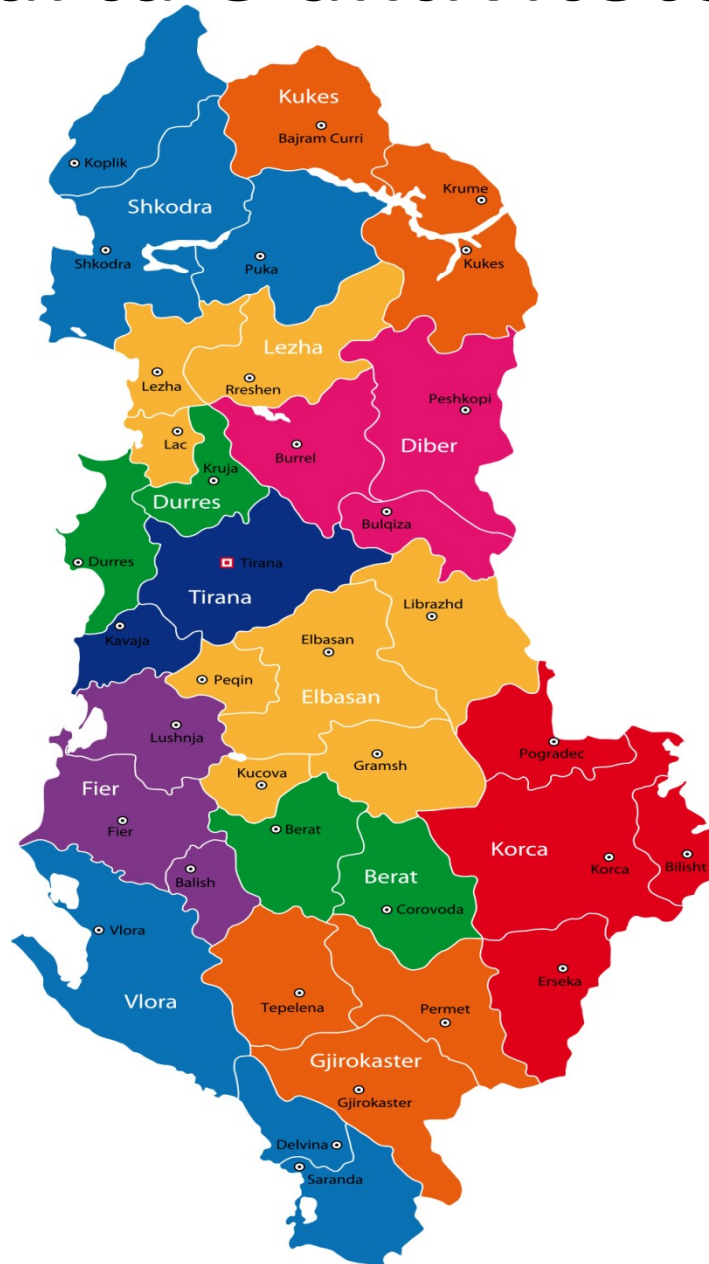 Kukes
Bajram Curri
Koplik
Krume
Shkodra
Shkodra
Puka
Kukes
Lezha
Lezha
Rreshen
Peshkopi
Lac
Burrel
Diber
Kruja
Durres
Bulqiza
Durres
Tirana
Tirana
Librazhd
Kavaja
Elbasan
Peqin
Elbasan
Lushnja
Pogradec
Gramsh
Kucova
Fier
Fier
Berat
Korca
Korca
Bilisht
Balish
Berat
Corovoda
Vlora
Erseka
Vlora
Tepelena
Permet
Gjirokaster
Gjirokaster
Delvina
Saranda